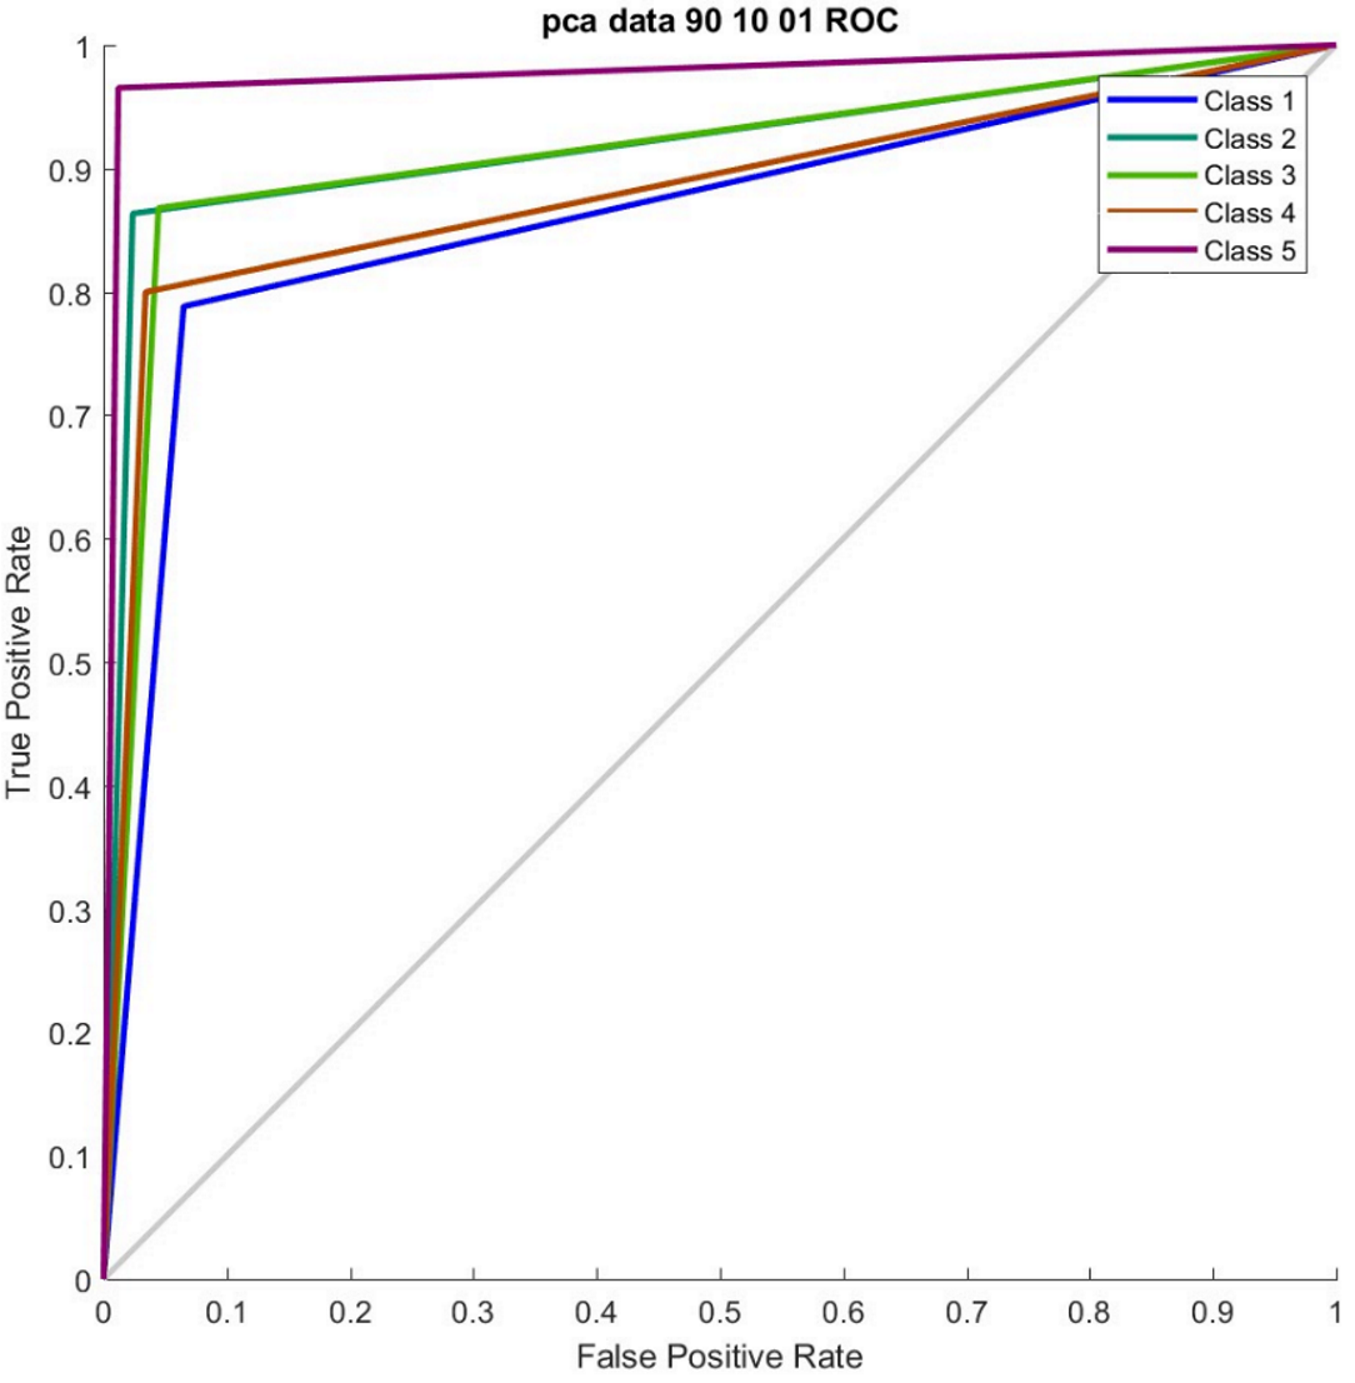 pca data 90 10 01 ROC
1
0.9
0.8
0.7
0.6
0.5
0.4
0.3
0.2
0.1
0
True Positive Rate
Class 1
Class 2
Class 3
Class 4
Class 5
0 0.1 0.2 0.3 0.4 0.5 0.6 0.7 0.8 0.9 1
False Positive Rate